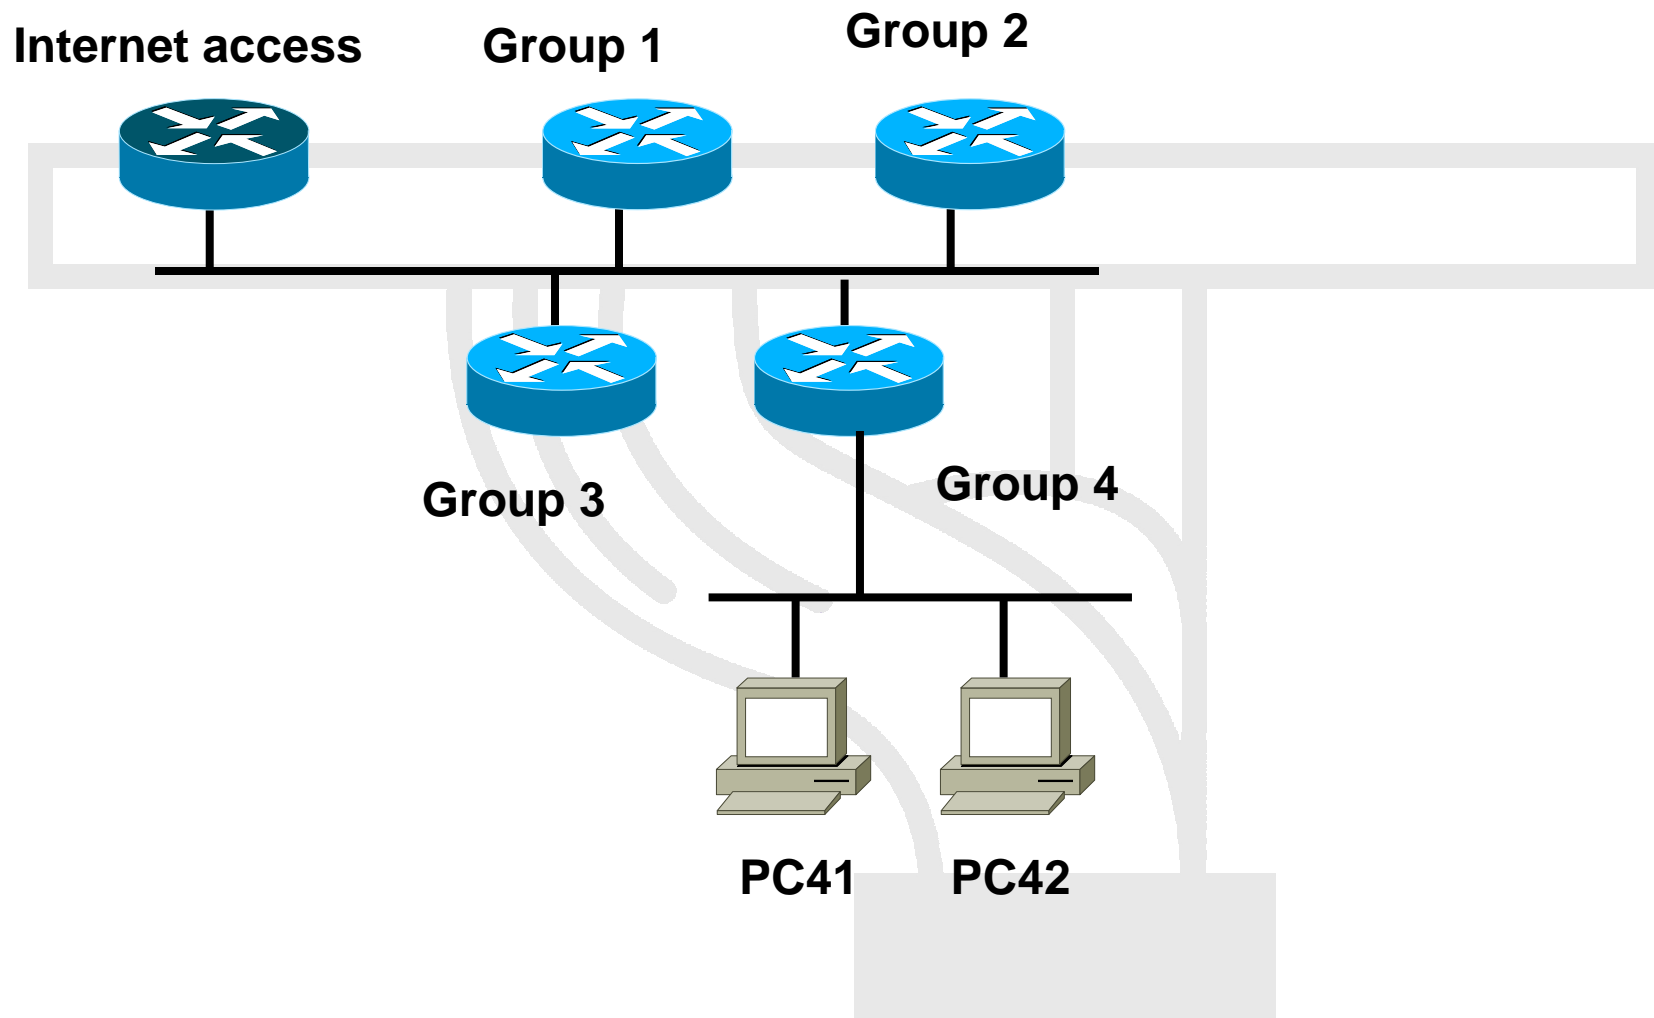 Internet access
Group 1
Group 2
Group 3
Group 4
PC41
PC42